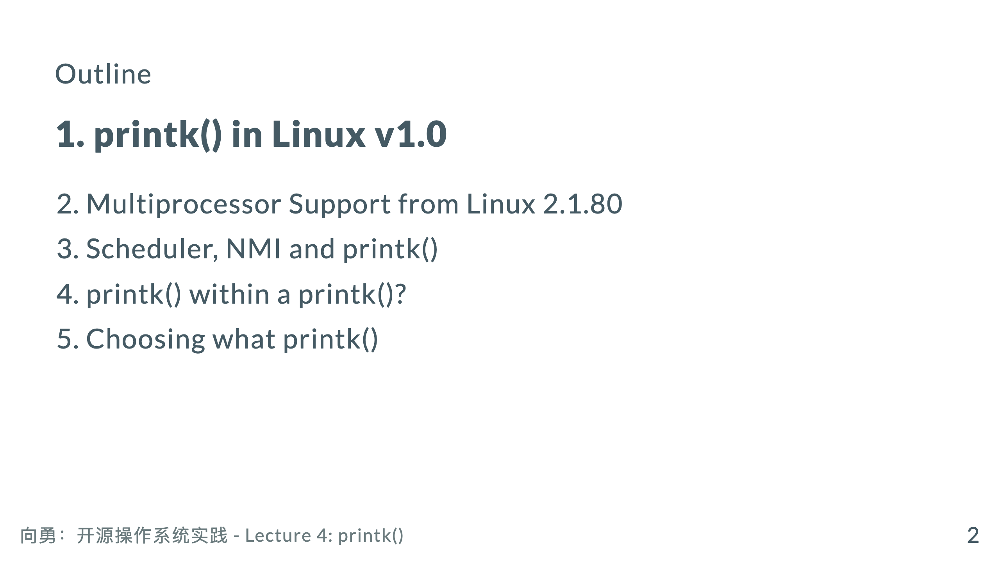 Outline
1. printk() in Linux v1.0
2. Multiprocessor Support from Linux 2.1.80
3. Scheduler, NMI and printk()
4. printk() within a printk()?
5. Choosing what printk()
向勇：开源操作系统实践 - Lecture 4: printk()
2